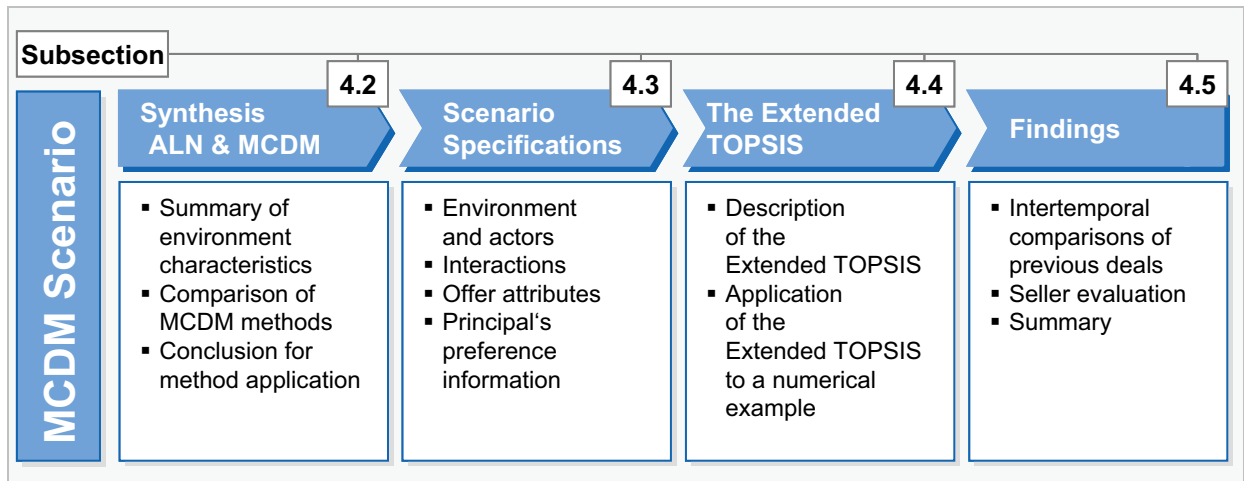 Subsection
4.2
4.3
4.4
4.5
MCDM Scenario
Synthesis
ALN & MCDM
Scenario
Specifications
The Extended
TOPSIS
Findings
▪ Summary of
environment
characteristics
▪ Comparison of
MCDM methods
▪ Conclusion for
method application
▪ Environment
and actors
▪ Interactions
▪ Offer attributes
▪ Principal‘s
preference
information
▪ Description
of the
Extended TOPSIS
▪ Application
of the
Extended TOPSIS
to a numerical
example
▪ Intertemporal
comparisons of
previous deals
▪ Seller evaluation
▪ Summary